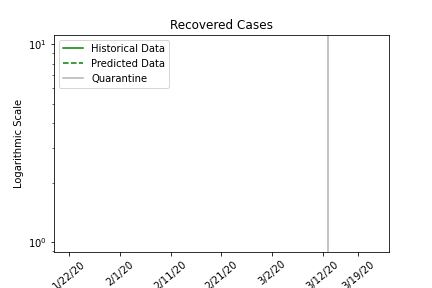 Recovered Cases
10¹
Historical Data
Predicted Data
Quarantine
Logarithmic Scale
10⁰
1/22/20 2/1/20 2/11/20 2/21/20 3/2/20 3/12/20 3/19/20